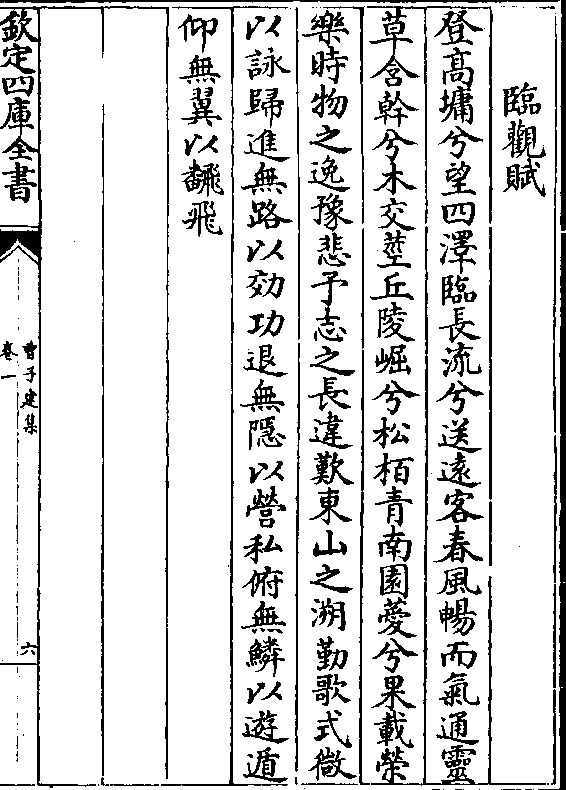 臨觀賦
登髙墉兮望四澤臨長流兮送逺客春風暢而氣通靈
草含幹兮木交莖丘陵崛兮松栢青南園薆兮果載榮
樂時物之逸豫悲予志之長違歎東山之溯勤歌式微
以詠歸進無路以効功退無隱以營私俯無鱗以遊遁
仰無翼以飜飛
欽定四庫全書
曹子建集
卷一
六